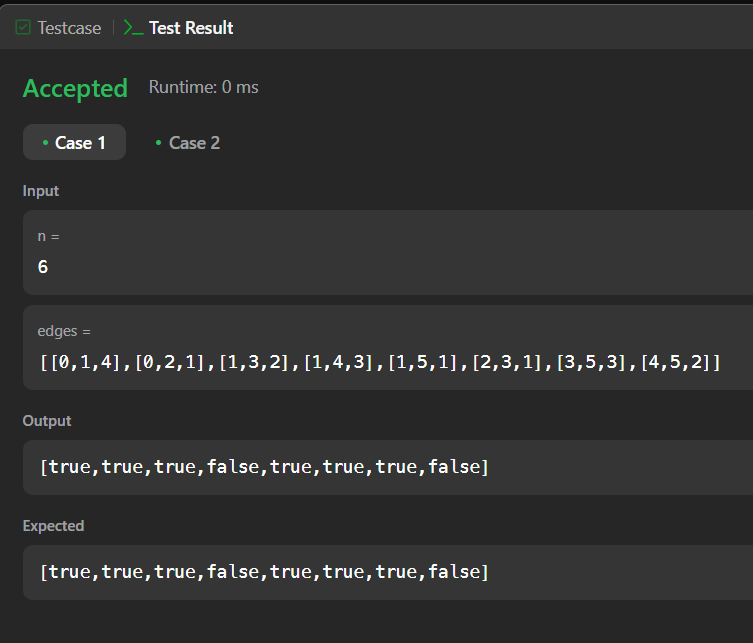 Testcase
Test Result
Accepted Runtime: 0 ms
Case 1 Case 2
Input
n =
6
edges =
[[0,1,4],[0,2,1],[1,3,2],[1,4,3],[1,5,1],[2,3,1],[3,5,3],[4,5,2]]
Output
[true,true,true,false,true,true,true,false]
Expected
[true,true,true,false,true,true,true,false]